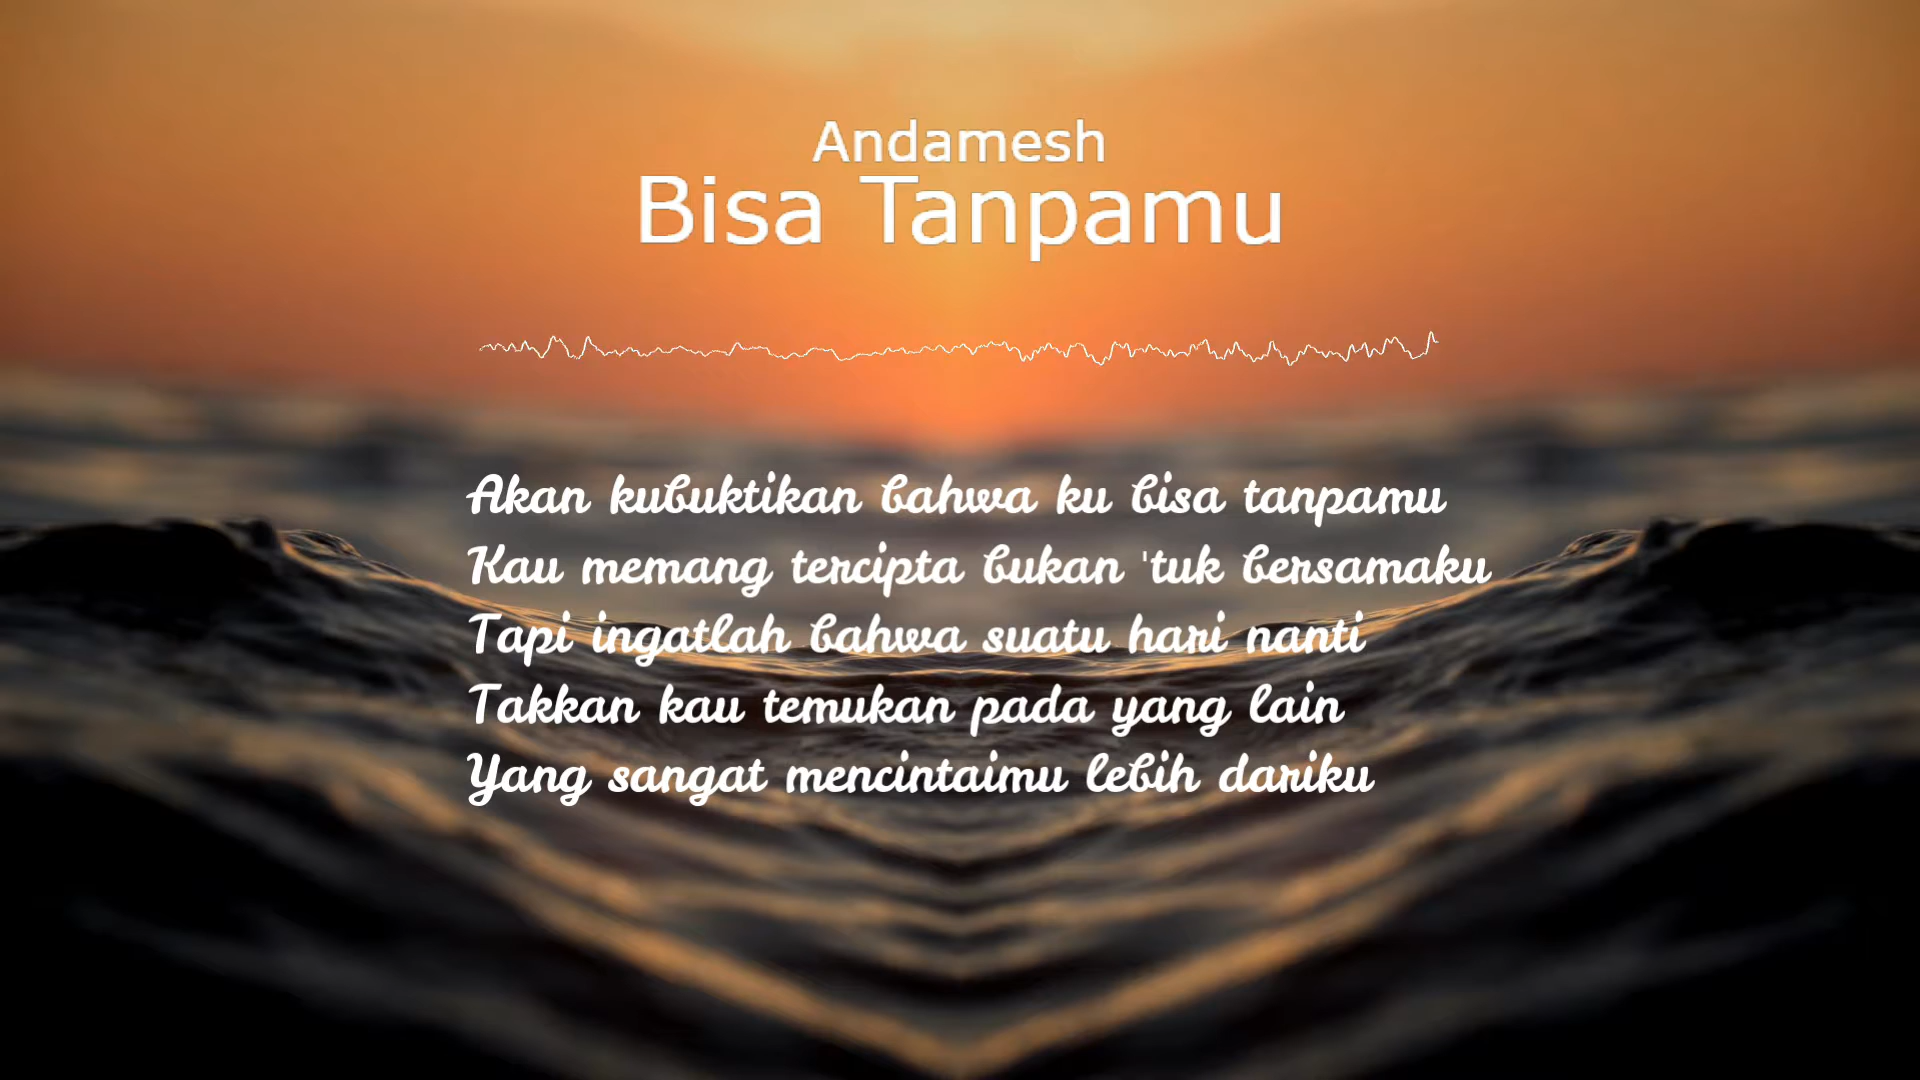 Andamesh
Bisa Tanpamu
Akan kubuktikan bahwa ku bisa tanpamu
Kau memang tercipta bukan 'tuk bersamaku
Tapi ingatlah bahwa suatu hari nanti
Takkan kau temukan pada yang lain
Yang sangat mencintaimu lebih dariku